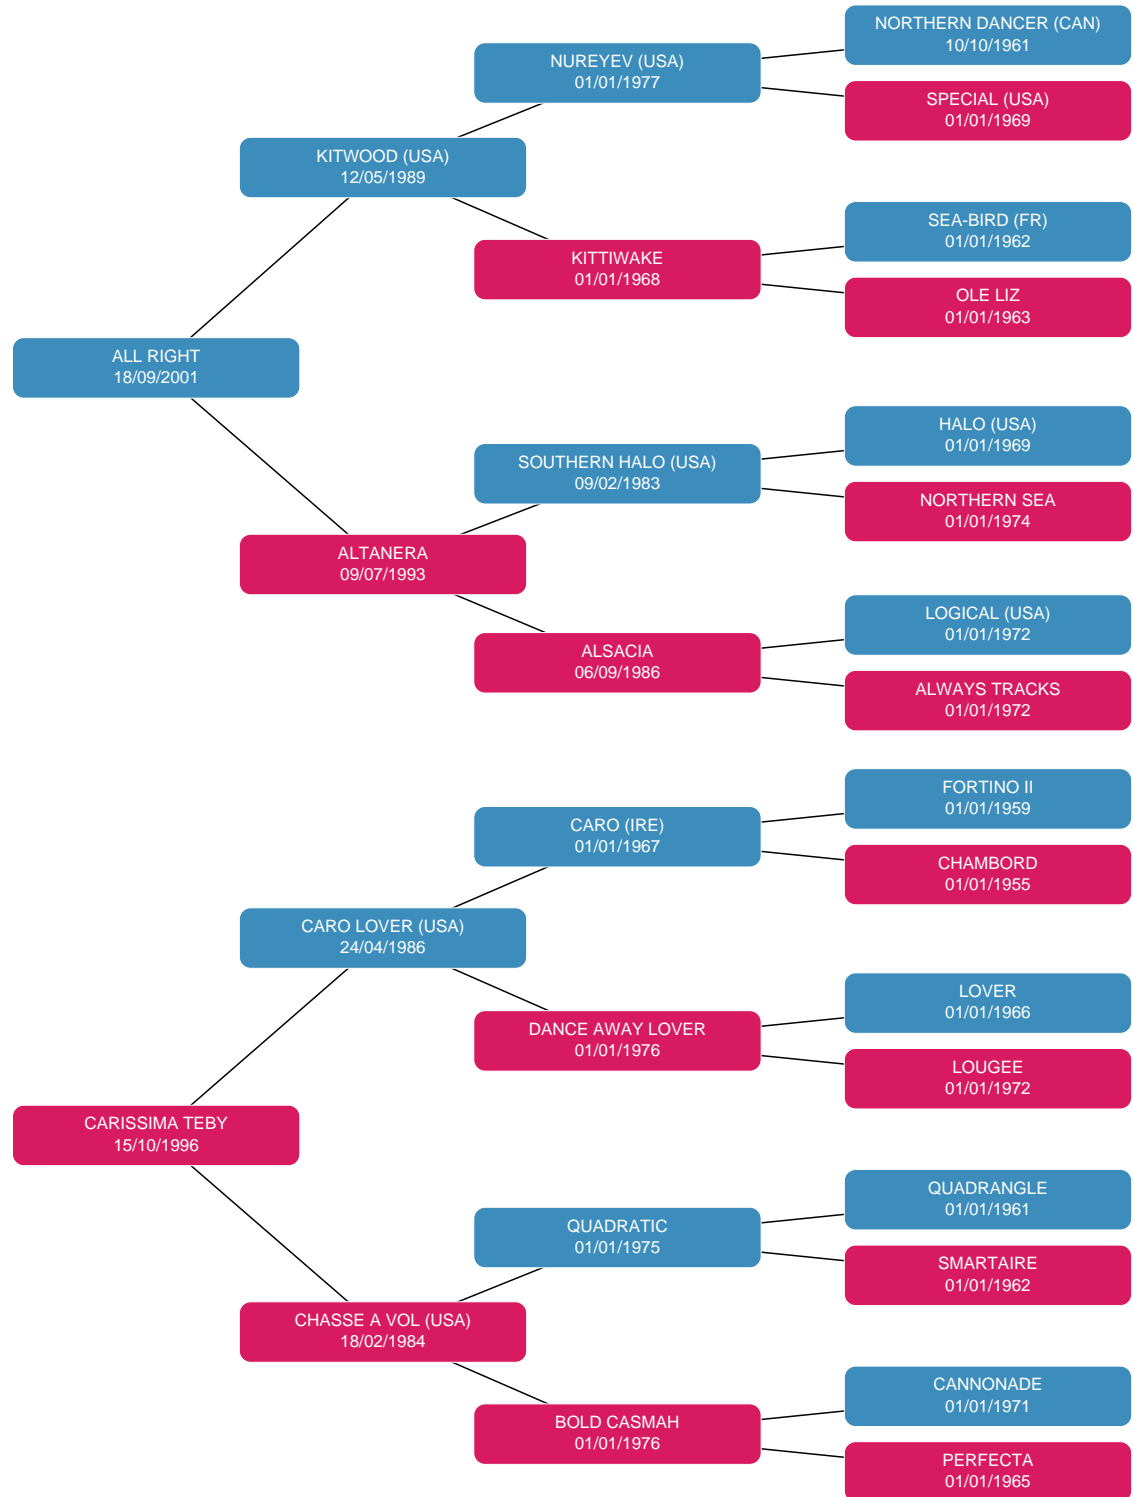 NORTHERN DANCER (CAN)
10/10/1961
NUREYEV (USA)
01/01/1977
SPECIAL (USA)
01/01/1969
KITWOOD (USA)
12/05/1989
SEA-BIRD (FR)
01/01/1962
KITTIWAKE
01/01/1968
OLE LIZ
01/01/1963
ALL RIGHT
18/09/2001
HALO (USA)
01/01/1969
SOUTHERN HALO (USA)
09/02/1983
NORTHERN SEA
01/01/1974
ALTANERA
09/07/1993
LOGICAL (USA)
01/01/1972
ALSACIA
06/09/1986
ALWAYS TRACKS
01/01/1972
FORTINO II
01/01/1959
CARO (IRE)
01/01/1967
CHAMBORD
01/01/1955
CARO LOVER (USA)
24/04/1986
LOVER
01/01/1966
DANCE AWAY LOVER
01/01/1976
LOUGEE
01/01/1972
CARISSIMA TEBY
15/10/1996
QUADRANGLE
01/01/1961
QUADRATIC
01/01/1975
SMARTAIRE
01/01/1962
CHASSE A VOL (USA)
18/02/1984
CANNONADE
01/01/1971
BOLD CASMAH
01/01/1976
PERFECTA
01/01/1965